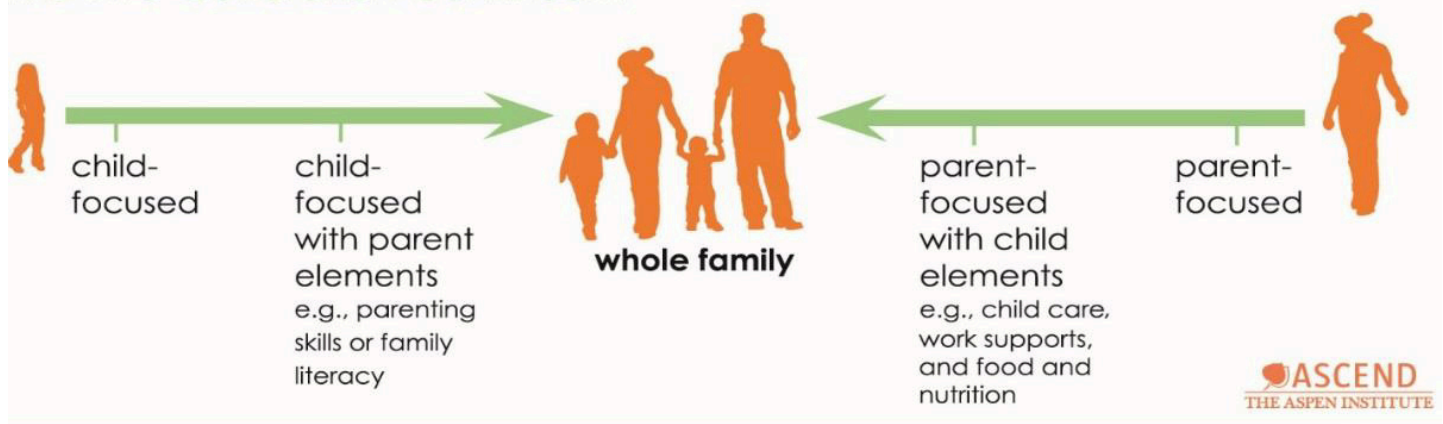 child-
focused
child-
focused
with parent
elements
e.g., parenting
skills or family
literacy
whole family
parent-
focused
with child
elements
e.g., child care,
work supports,
and food and
nutrition
parent-
focused
ASCEND
THE ASPEN INSTITUTE